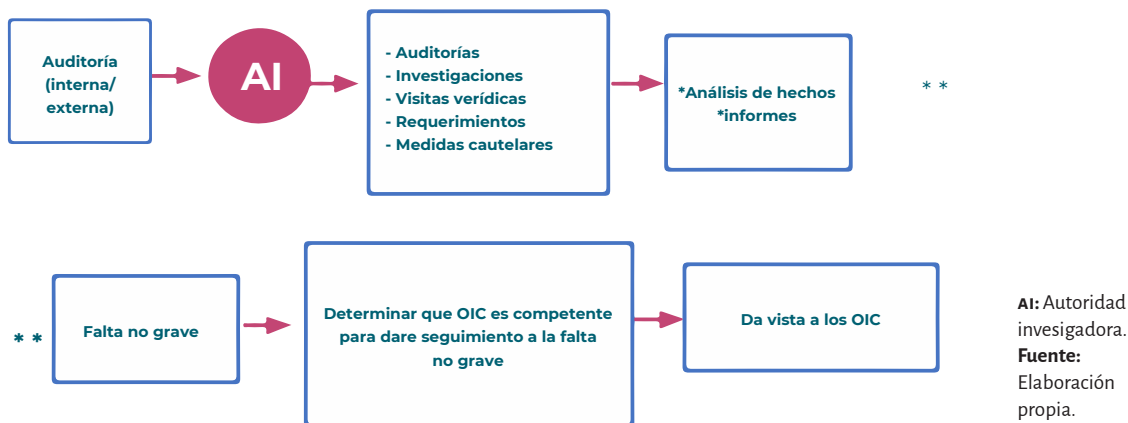 Auditoría
(interna/
externa)
AI
- Auditorías
- Investigaciones
- Visitas verídicas
- Requerimientos
- Medidas cautelares
*Análisis de hechos
*informes
* *
* *
Falta no grave
Determinar que OIC es competente
para dare seguimiento a la falta
no grave
Da vista a los OIC
AI: Autoridad
invesigadora.
Fuente:
Elaboración
propia.